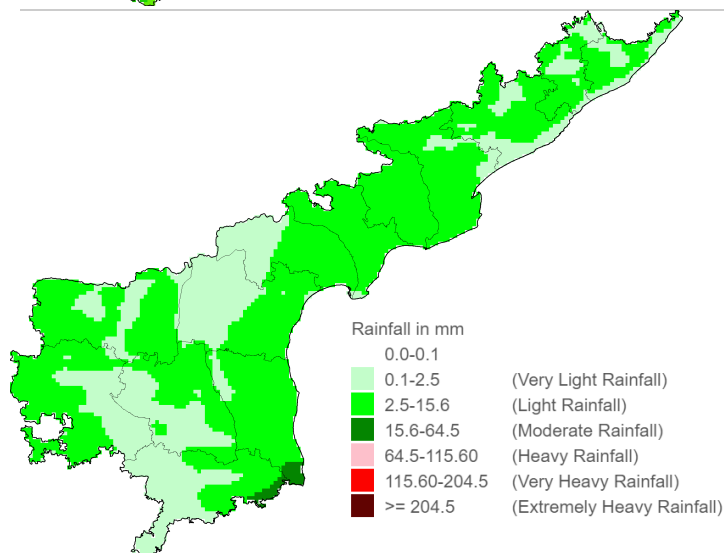 Rainfall in mm
0.0-0.1
0.1-2.5 (Very Light Rainfall)
2.5-15.6 (Light Rainfall)
15.6-64.5 (Moderate Rainfall)
64.5-115.60 (Heavy Rainfall)
115.60-204.5 (Very Heavy Rainfall)
>= 204.5 (Extremely Heavy Rainfall)